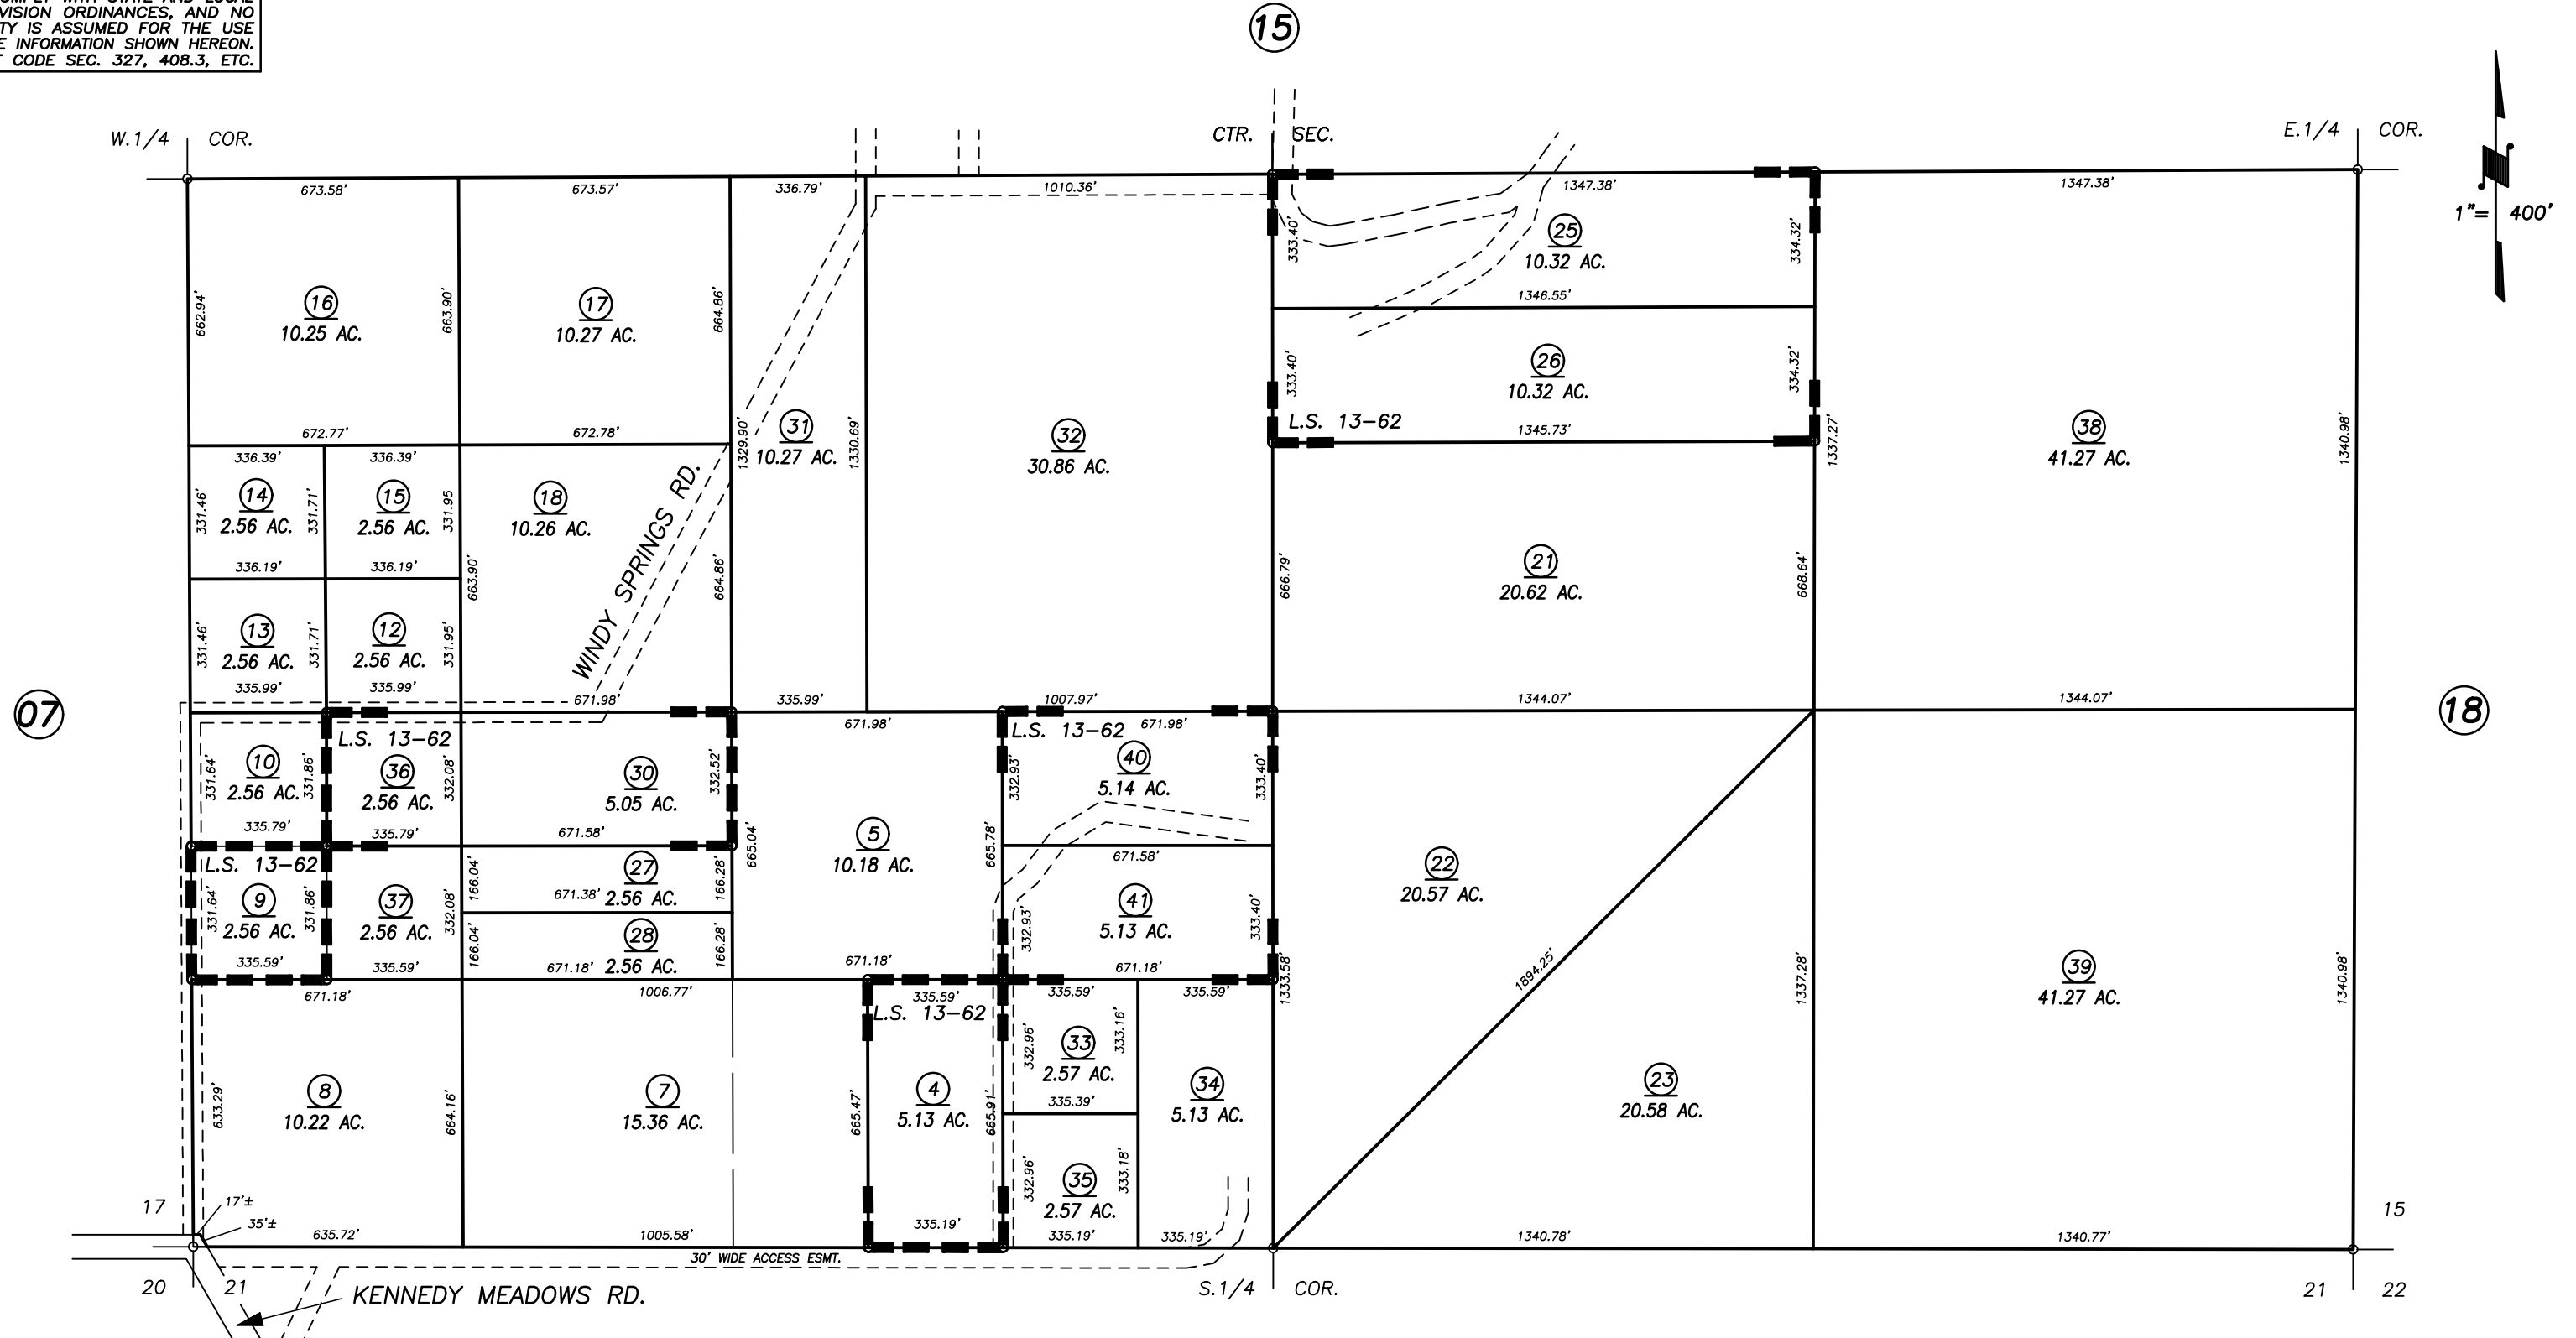 VISION ORDINANCES, AND NO
TY IS ASSUMED FOR THE USE
E INFORMATION SHOWN HEREON.
CODE SEC. 327, 408.3, ETC.
15
W.1/4 COR.
CTR. SEC.
E.1/4 COR.
1"= 400'
673.58'
673.57'
336.79'
1010.36'
1347.38'
1347.38'
662.94'
16
10.25 AC.
663.90'
17
10.27 AC.
664.86'
333.40'
25
10.32 AC.
334.32'
1346.55'
333.40'
26
10.32 AC.
334.32'
L.S. 13-62
1345.73'
672.77'
672.78'
1329.90'
31
10.27 AC.
1330.69'
32
30.86 AC.
1337.27'
38
41.27 AC.
1340.98'
336.39'
336.39'
331.46'
14
2.56 AC.
331.71'
15
2.56 AC.
331.95
18
10.26 AC.
WINDY SPRINGS RD.
336.19'
336.19'
663.90'
664.86'
666.79'
21
20.62 AC.
668.64'
331.46'
13
2.56 AC.
331.71'
12
2.56 AC.
331.95'
335.99'
335.99'
671.98'
335.99'
1007.97'
1344.07'
1344.07'
07
18
671.98'
L.S. 13-62
671.98'
L.S. 13-62
331.64'
10
2.56 AC.
331.86'
36
2.56 AC.
332.08'
30
5.05 AC.
332.52'
332.93'
40
5.14 AC.
333.40'
335.79'
335.79'
671.58'
665.04'
5
10.18 AC.
665.78'
671.58'
L.S. 13-62
331.64'
9
2.56 AC.
331.86'
37
2.56 AC.
332.08'
166.04'
27
671.38' 2.56 AC.
166.28'
166.04'
28
671.18' 2.56 AC.
166.28'
332.93'
41
5.13 AC.
333.40'
22
20.57 AC.
335.59'
335.59'
671.18'
671.18'
1894.25'
1333.58'
1337.28'
39
41.27 AC.
1340.98'
671.18'
1006.77'
335.59'
335.59'
335.59'
L.S. 13-62
633.29'
8
10.22 AC.
664.16'
7
15.36 AC.
665.47'
4
5.13 AC.
665.91'
332.96'
33
2.57 AC.
333.16'
34
5.13 AC.
335.39'
332.96'
35
2.57 AC.
333.18'
23
20.58 AC.
17
17'±
35'±
635.72'
1005.58'
335.19'
335.19'
335.19'
1340.78'
1340.77'
15
30' WIDE ACCESS ESMT.
20 21
KENNEDY MEADOWS RD.
S.1/4 COR.
21 22